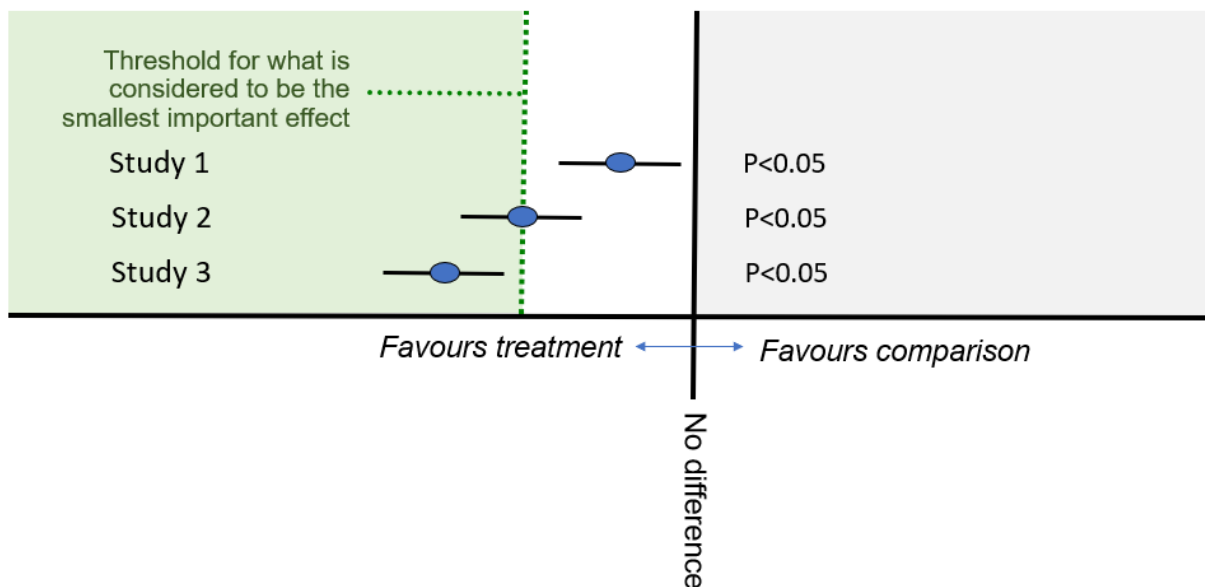 Threshold for what is
considered to be the
smallest important effect
Study 1 P<0.05
Study 2 P<0.05
Study 3 P<0.05
Favours treatment Favours comparison
No difference